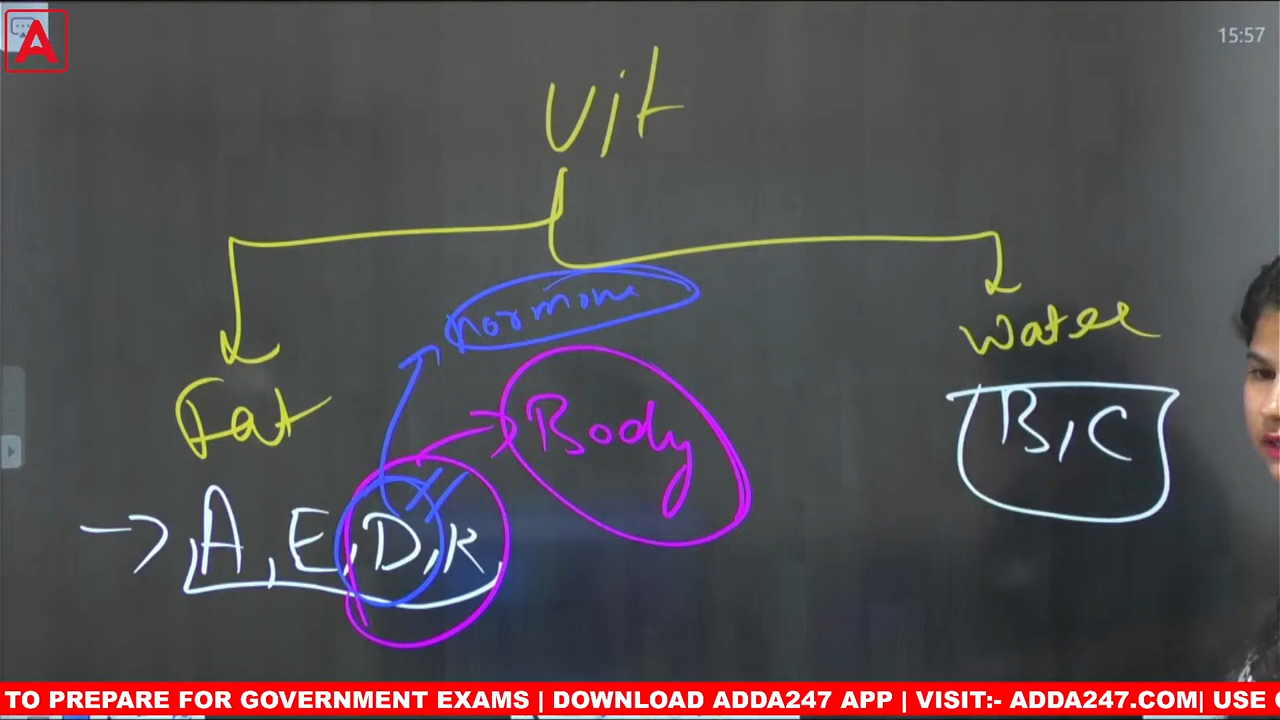 A
15:57
Vit
Hormone
Water
Fat
Body
B, C
→ A, E, D, K
TO PREPARE FOR GOVERNMENT EXAMS | DOWNLOAD ADDA247 APP | VISIT:- ADDA247.COM| USE